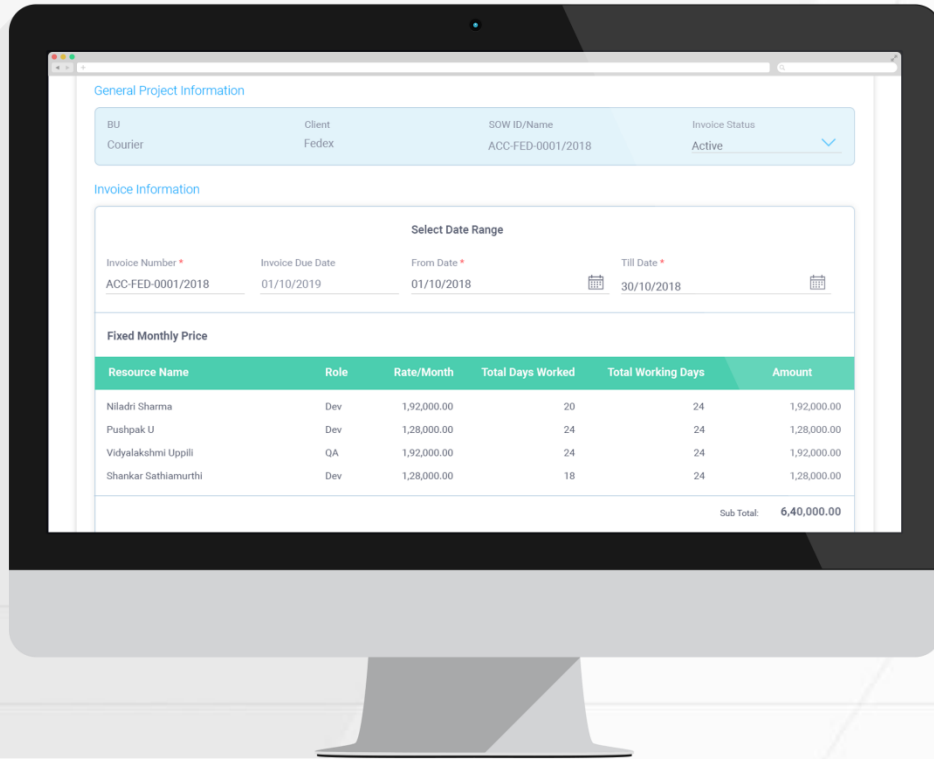 General Project Information
BU Client SOW ID/Name Invoice Status
Courier Fedex ACC-FED-0001/2018 Active
Invoice Information
Select Date Range
Invoice Number * Invoice Due Date From Date * Till Date *
ACC-FED-0001/2018 01/10/2019 01/10/2018 30/10/2018
Fixed Monthly Price
Resource Name Role Rate/Month Total Days Worked Total Working Days Amount
Niladri Sharma Dev 1,92,000.00 20 24 1,92,000.00
Pushpak U Dev 1,28,000.00 24 24 1,28,000.00
Vidyalakshmi Uppili QA 1,92,000.00 24 24 1,92,000.00
Shankar Sathiamurthi Dev 1,28,000.00 18 24 1,28,000.00
Sub Total: 6,40,000.00